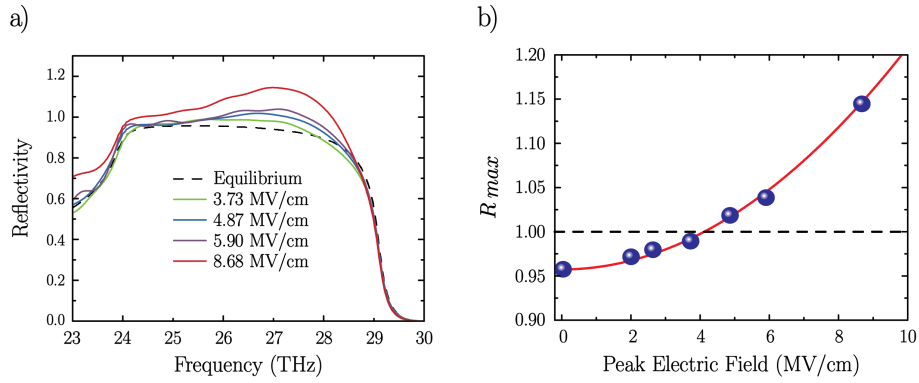 a)
1.2
1.0
0.8
0.6
0.4
0.2
0.0
Reflectivity
Equilibrium
3.73 MV/cm
4.87 MV/cm
5.90 MV/cm
8.68 MV/cm
23 24 25 26 27 28 29 30
Frequency (THz)
b)
1.20
1.15
1.10
1.05
1.00
0.95
0.90
R max
0 2 4 6 8 10
Peak Electric Field (MV/cm)